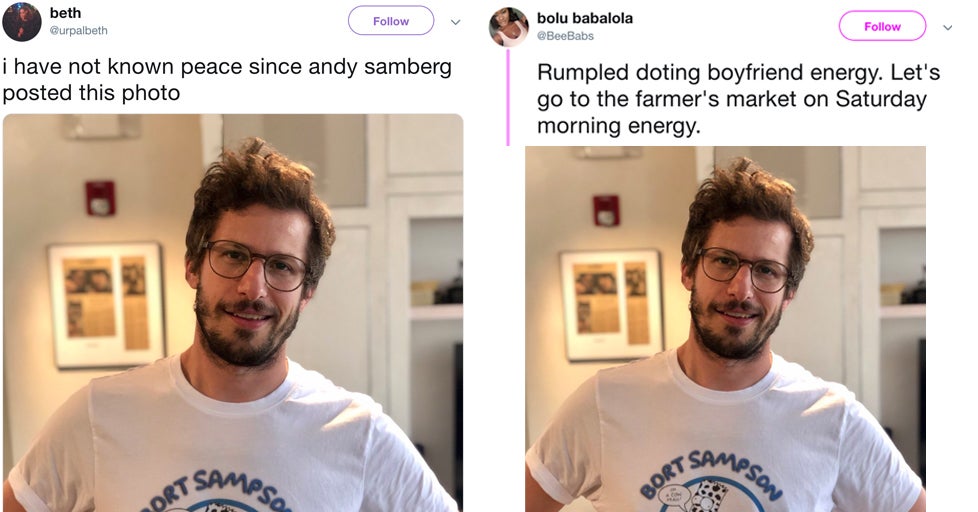 beth
@urpalbeth
Follow
i have not known peace since andy samberg
posted this photo
BORT SAMPSON
bolu babalola
@BeeBabs
Follow
Rumpled doting boyfriend energy. Let's
go to the farmer's market on Saturday
morning energy.
BORT SAMPSON